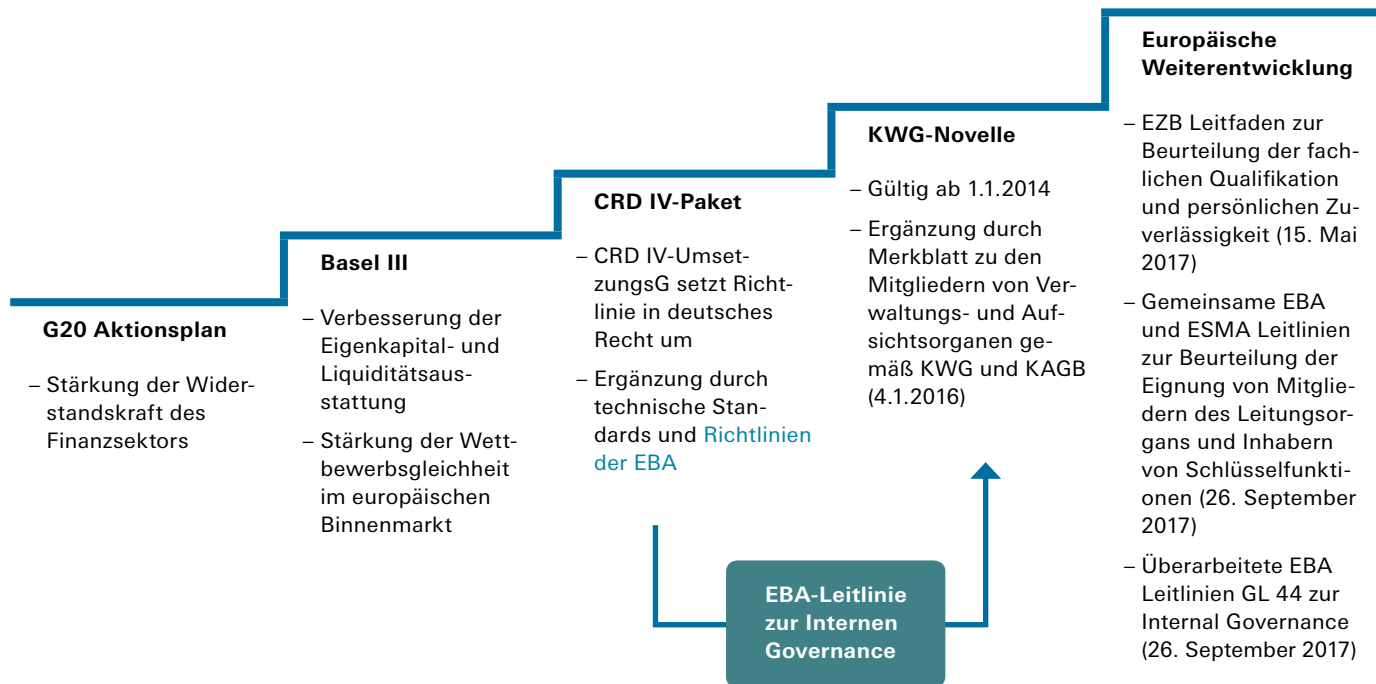 G20 Aktionsplan
– Stärkung der Wider-
standskraft des
Finanzsektors
Basel III
– Verbesserung der
Eigenkapital- und
Liquiditätsaus-
stattung
– Stärkung der Wett-
bewerbsgleichheit
im europäischen
Binnenmarkt
CRD IV-Paket
– CRD IV-Umset-
zungsG setzt Richt-
linie in deutsches
Recht um
– Ergänzung durch
technische Stan-
dards und Richtlinien
der EBA
EBA-Leitlinie
zur Internen
Governance
KWG-Novelle
– Gültig ab 1.1.2014
– Ergänzung durch
Merkblatt zu den
Mitgliedern von Ver-
waltungs- und Auf-
sichtsorganen ge-
mäß KWG und KAGB
(4.1.2016)
Europäische
Weiterentwicklung
– EZB Leitfaden zur
Beurteilung der fach-
lichen Qualifikation
und persönlichen Zu-
verlässigkeit (15. Mai
2017)
– Gemeinsame EBA
und ESMA Leitlinien
zur Beurteilung der
Eignung von Mitglie-
dern des Leitungsor-
gans und Inhabern
von Schlüsselfunkti-
onen (26. September
2017)
– Überarbeitete EBA
Leitlinien GL 44 zur
Internal Governance
(26. September 2017)